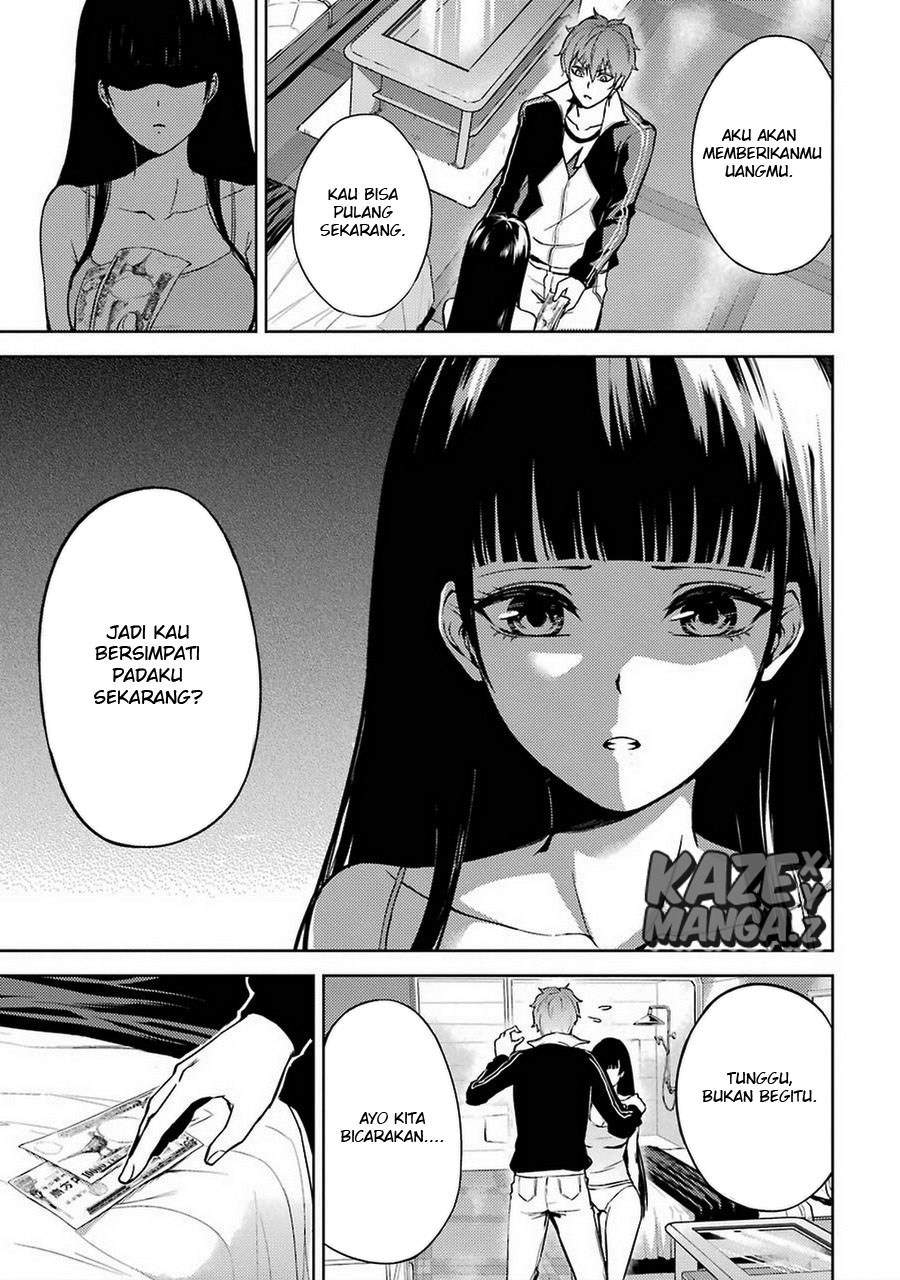 AKU AKAN
MEMBERIKANMU
UANGMU.
KAU BISA
PULANG
SEKARANG.
JADI KAU
BERSIMPATI
PADAKU
SEKARANG?
KAZE
MANGA.
XYZ
TUNGGU,
BUKAN BEGITU.
AYO KITA
BICARAKAN....